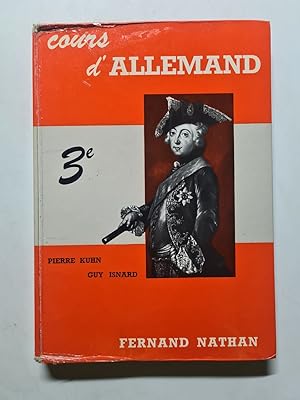 cours
d'ALLEMAND
3e
PIERRE KUHN
GUY ISNARD
FERNAND NATHAN